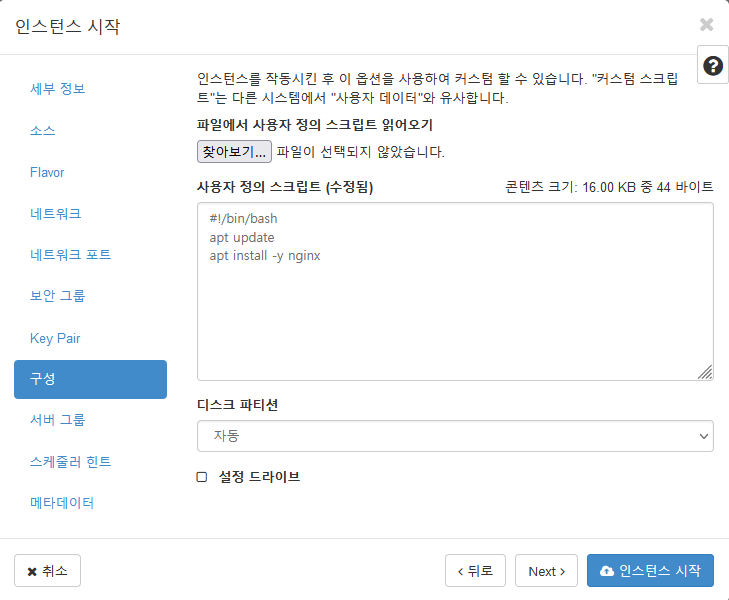 인스턴스 시작
세부 정보
소스
Flavor
네트워크
네트워크 포트
보안 그룹
Key Pair
구성
서버 그룹
스케줄러 힌트
메타데이터
인스턴스를 작동시킨 후 이 옵션을 사용하여 커스텀 할 수 있습니다. "커스텀 스크립
트"는 다른 시스템에서 "사용자 데이터"와 유사합니다.
파일에서 사용자 정의 스크립트 읽어오기
찾아보기... 파일이 선택되지 않았습니다.
사용자 정의 스크립트 (수정됨) 콘텐츠 크기: 16.00 KB 중 44 바이트
#!/bin/bash
apt update
apt install -y nginx
디스크 파티션
자동
설정 드라이브
× 취소
‹ 뒤로 Next › 인스턴스 시작